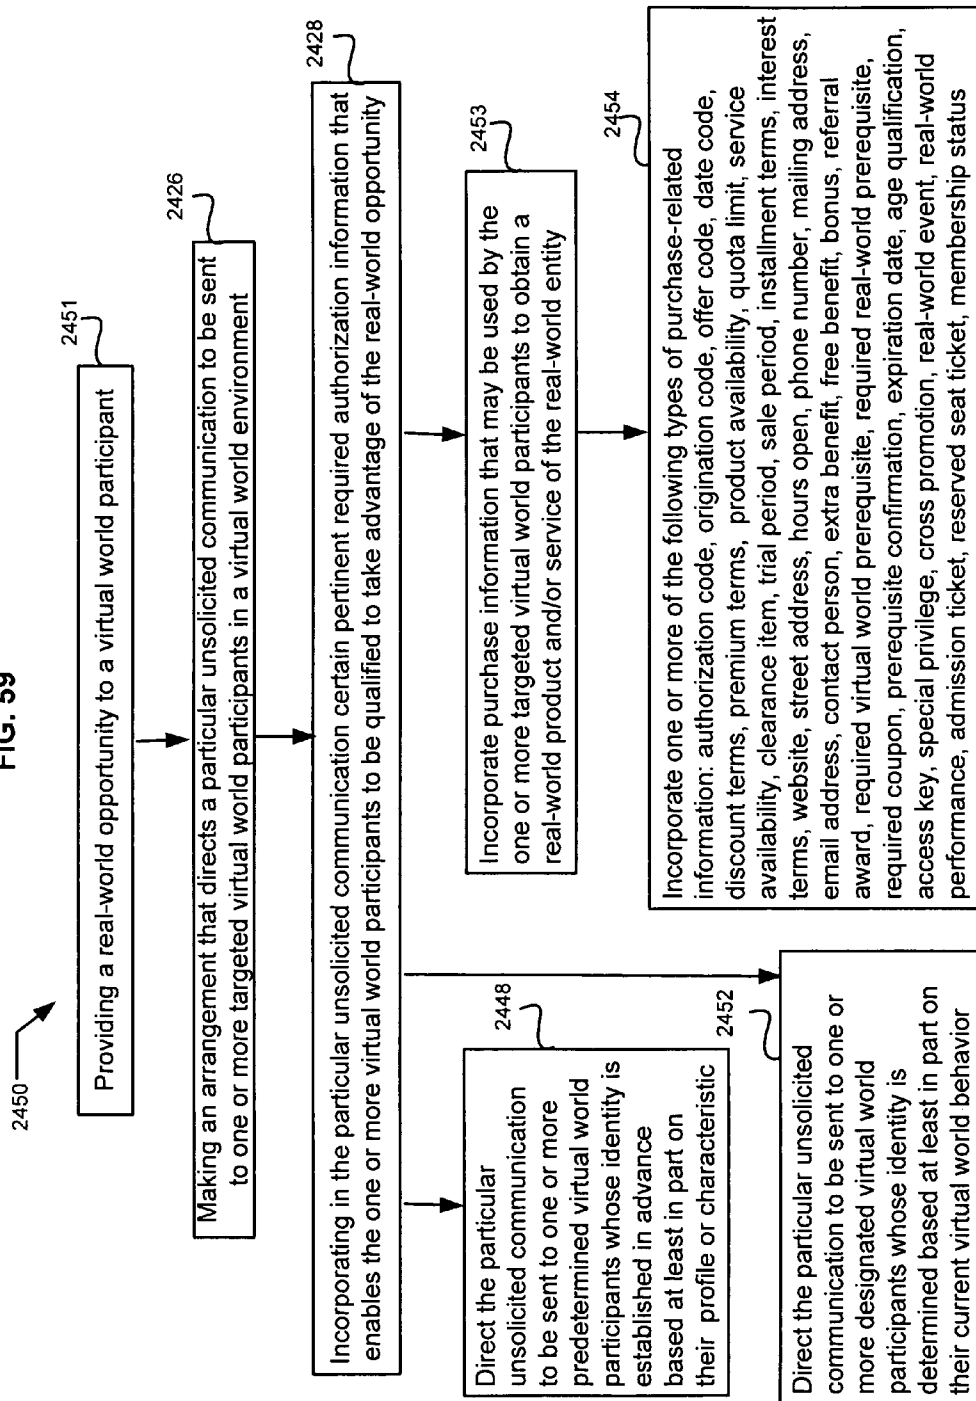 FIG. 59
2450
2451
Providing a real-world opportunity to a virtual world participant
2426
Making an arrangement that directs a particular unsolicited communication to be sent
to one or more targeted virtual world participants in a virtual world environment
2428
Incorporating in the particular unsolicited communication certain pertinent required authorization information that
enables the one or more virtual world participants to be qualified to take advantage of the real-world opportunity
2448
Direct the particular
unsolicited communication
to be sent to one or more
predetermined virtual world
participants whose identity is
established in advance
based at least in part on
their profile or characteristic
2452
Direct the particular unsolicited
communication to be sent to one or
more designated virtual world
participants whose identity is
determined based at least in part on
their current virtual world behavior
2453
Incorporate purchase information that may be used by the
one or more targeted virtual world participants to obtain a
real-world product and/or service of the real-world entity
2454
Incorporate one or more of the following types of purchase-related
information: authorization code, origination code, offer code, date code,
discount terms, premium terms, product availability, quota limit, service
availability, clearance item, trial period, sale period, installment terms, interest
terms, website, street address, hours open, phone number, mailing address,
email address, contact person, extra benefit, free benefit, bonus, referral
award, required virtual world prerequisite, required real-world prerequisite,
required coupon, prerequisite confirmation, expiration date, age qualification,
access key, special privilege, cross promotion, real-world event, real-world
performance, admission ticket, reserved seat ticket, membership status